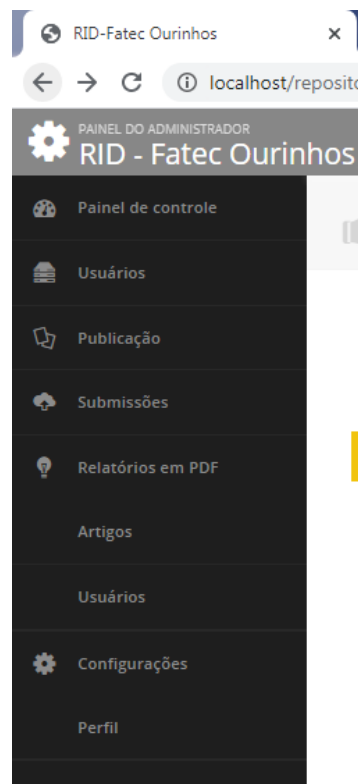 RID-Fatec Ourinhos
localhost/reposito
PAINEL DO ADMINISTRADOR
RID - Fatec Ourinhos
Painel de controle
Usuários
Publicação
Submissões
Relatórios em PDF
Artigos
Usuários
Configurações
Perfil